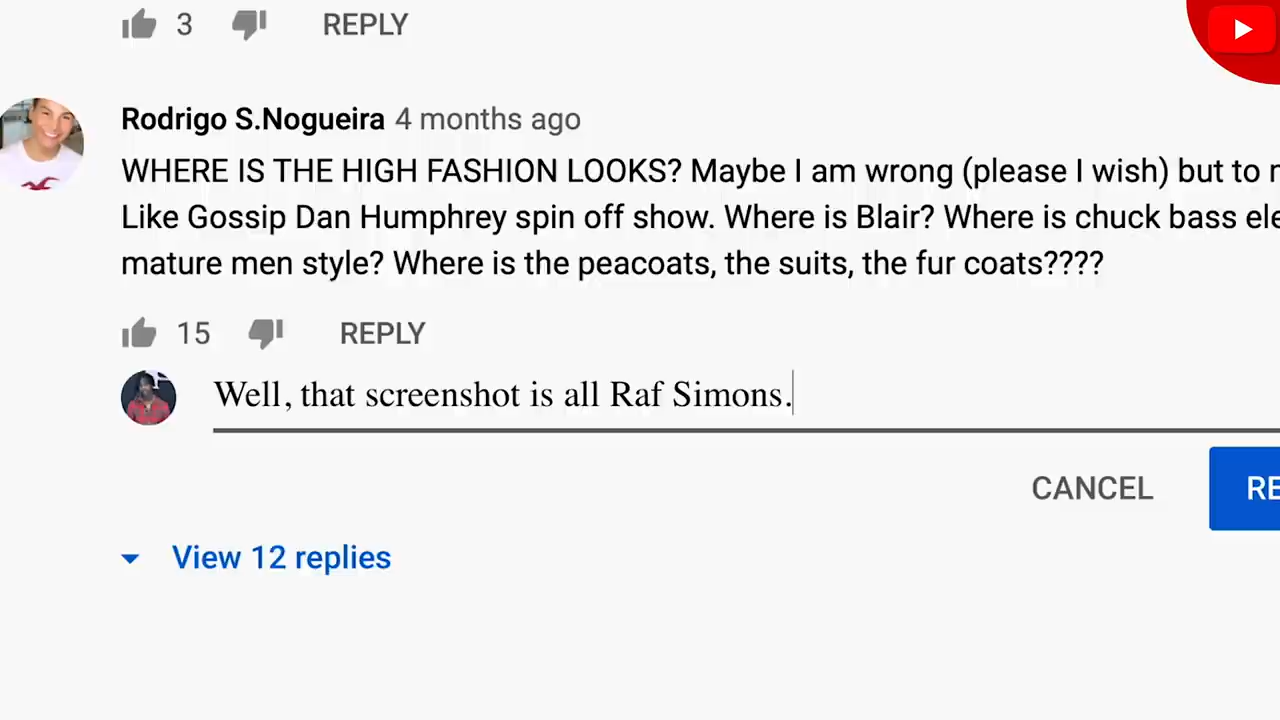 3 REPLY
Rodrigo S.Nogueira 4 months ago
WHERE IS THE HIGH FASHION LOOKS? Maybe I am wrong (please I wish) but to
Like Gossip Dan Humphrey spin off show. Where is Blair? Where is chuck bass
mature men style? Where is the peacoats, the suits, the fur coats????
15 REPLY
Well, that screenshot is all Raf Simons.
CANCEL
View 12 replies